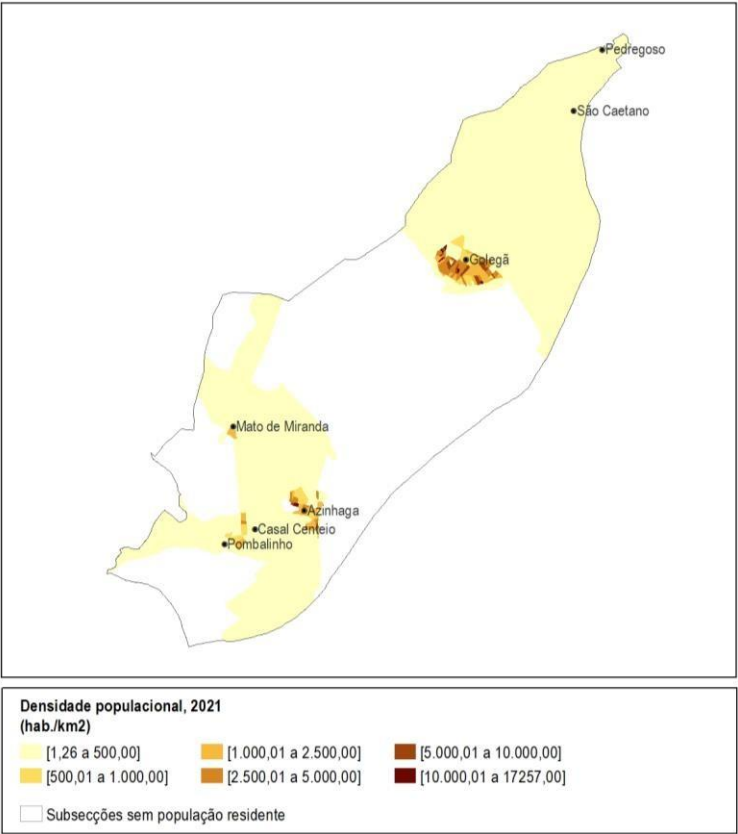 Pedregoso
São Caetano
Golegã
Mato de Miranda
Azinhaga
Casal Centeio
Pombalinho
Densidade populacional, 2021
(hab./km2)
[1,26 a 500,00] [1.000,01 a 2.500,00] [5.000,01 a 10.000,00]
[500,01 a 1.000,00] [2.500,01 a 5.000,00] [10.000,01 a 17257,00]
Subsecções sem população residente